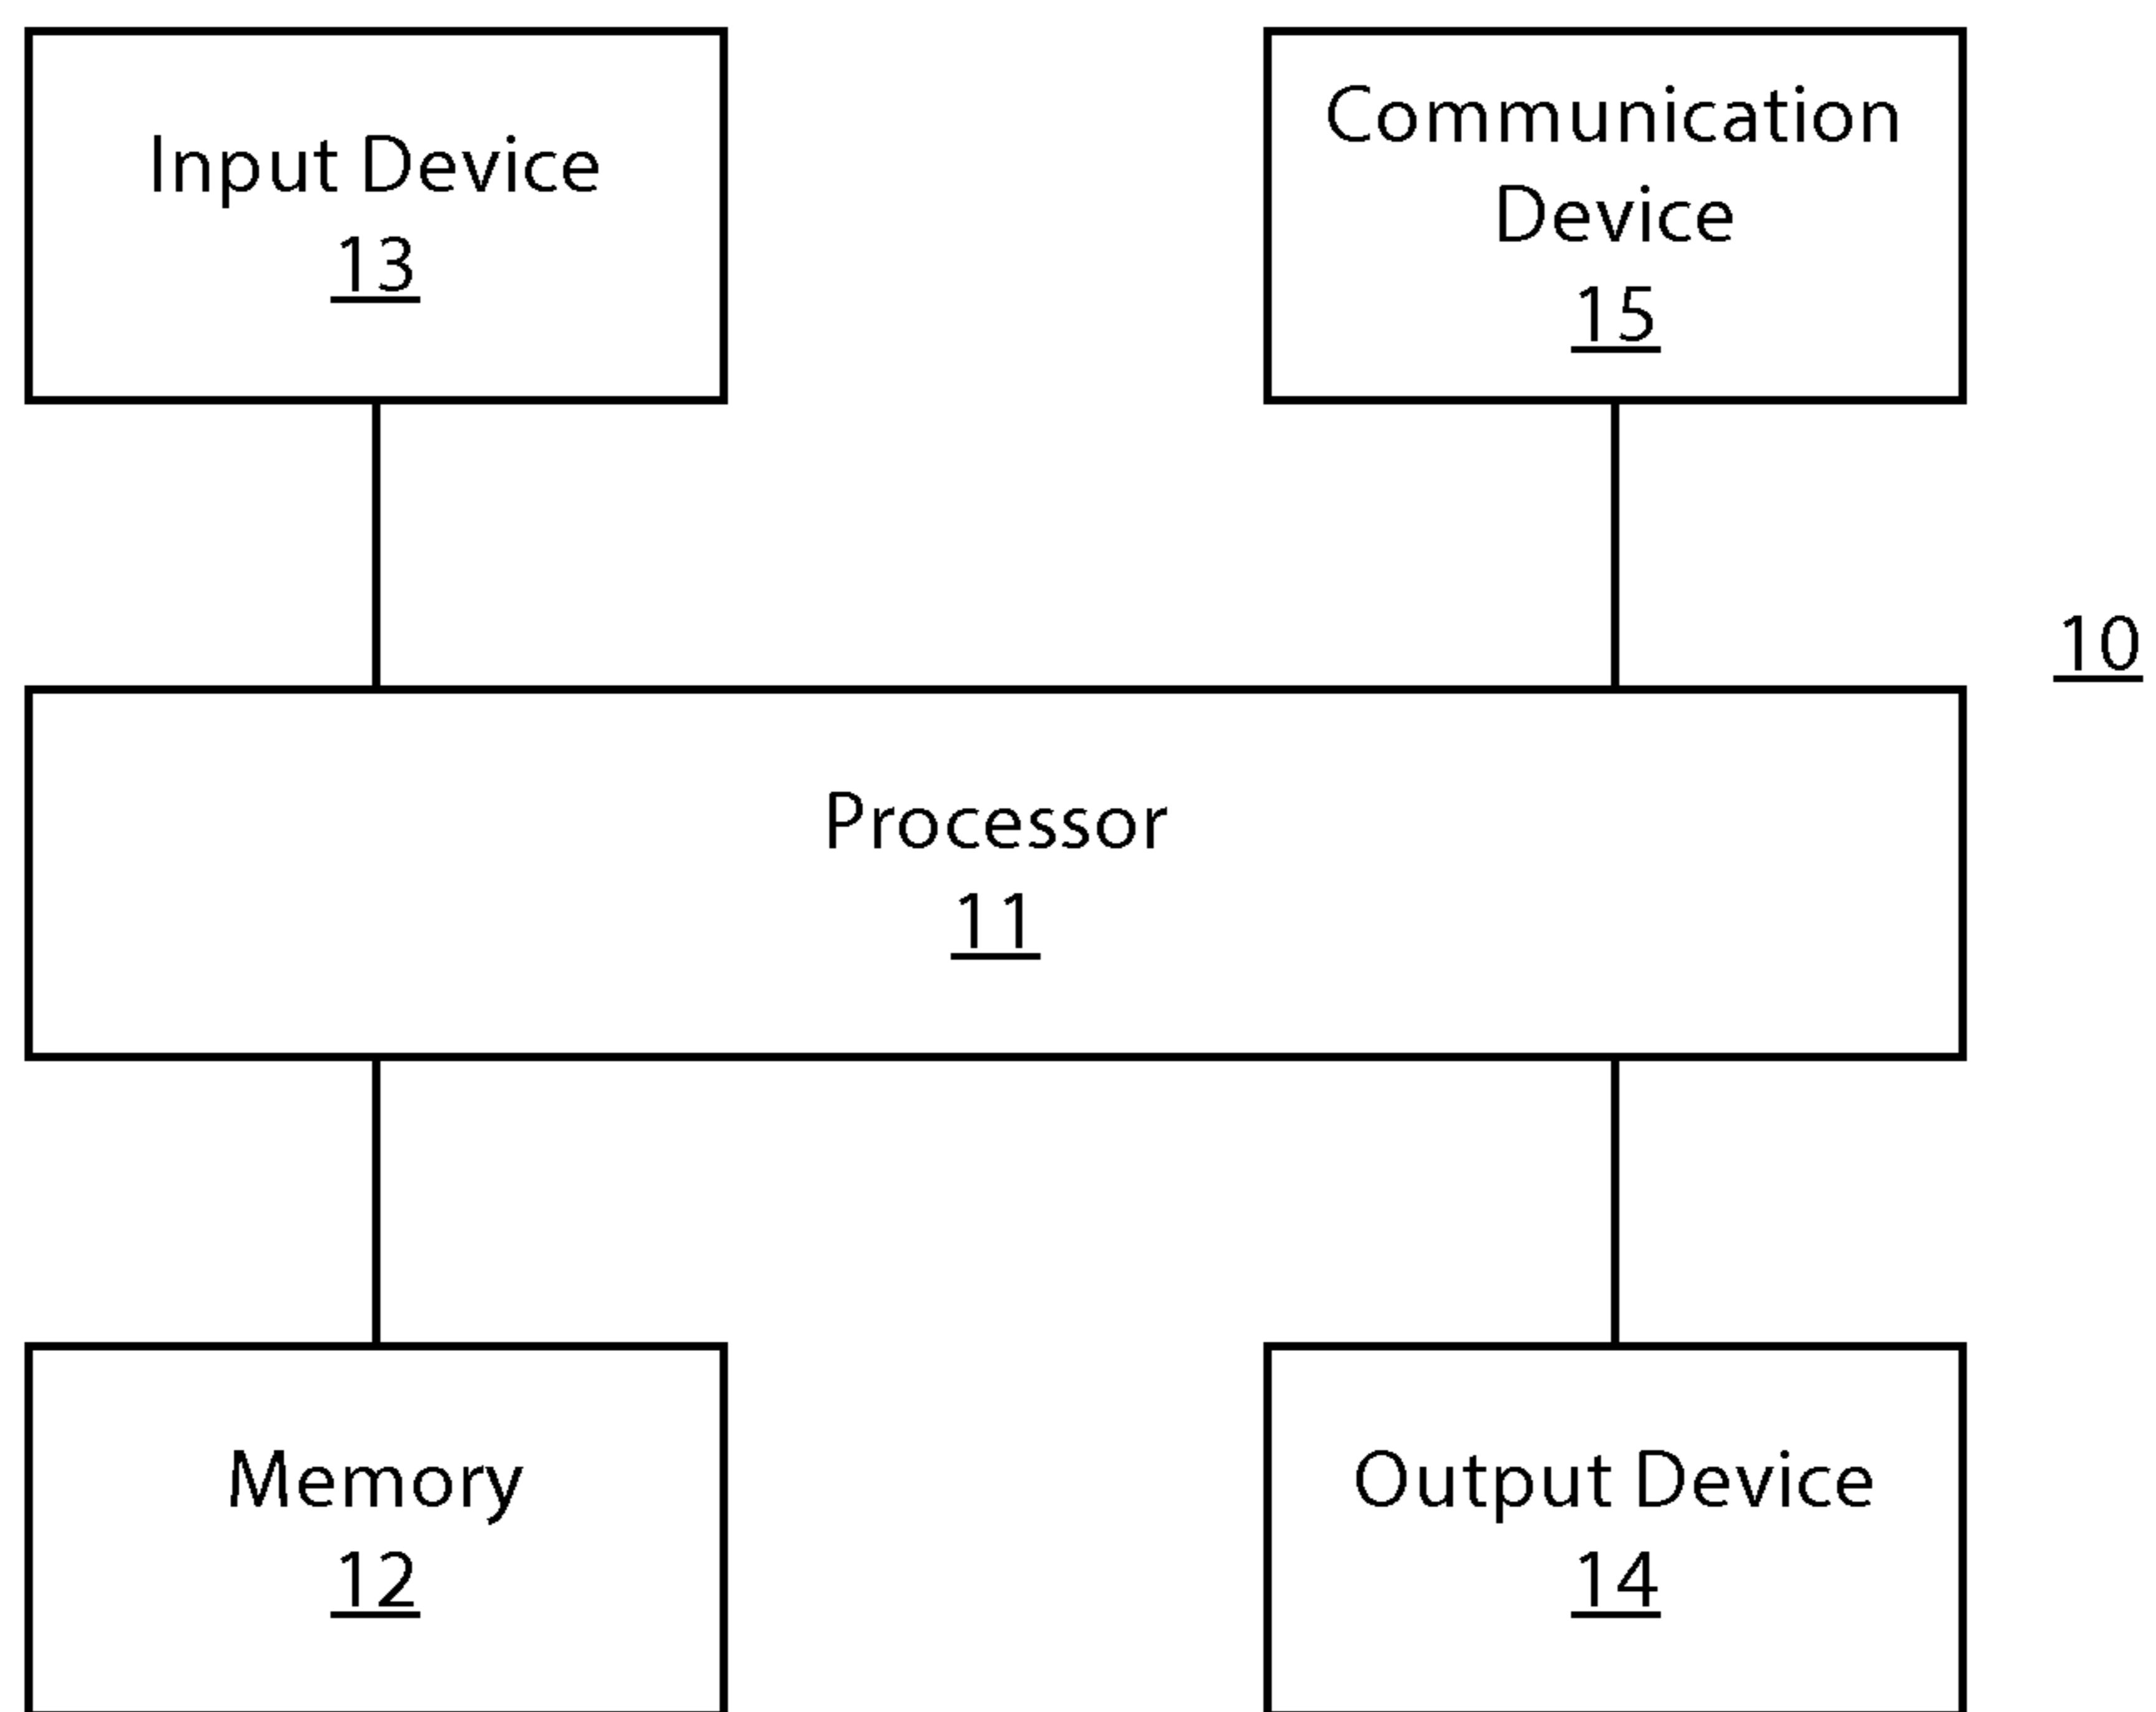 Input Device
13
Communication
Device
15
10
Processor
11
Memory
12
Output Device
14